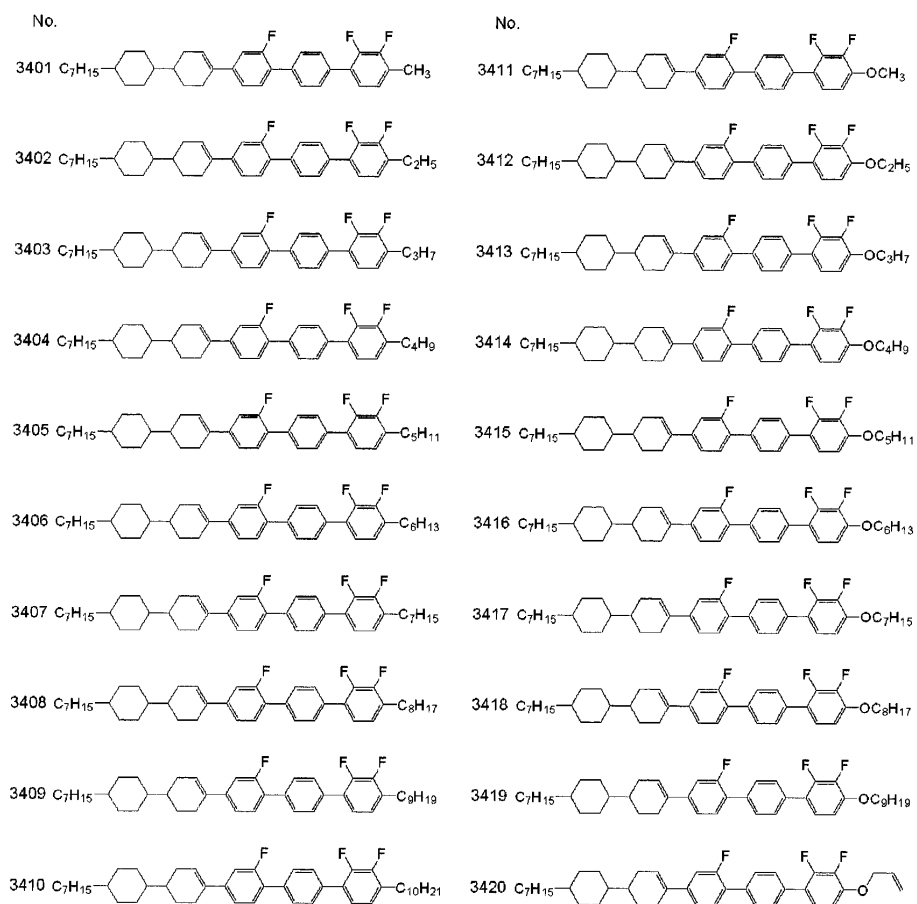 No.
3401 C7H15 F F F CH3
3402 C7H15 F F F C2H5
3403 C7H15 F F F C3H7
3404 C7H15 F F F C4H9
3405 C7H15 F F F C5H11
3406 C7H15 F F F C6H13
3407 C7H15 F F F C7H15
3408 C7H15 F F F C8H17
3409 C7H15 F F F C9H19
3410 C7H15 F F F C10H21
No.
3411 C7H15 F F F OCH3
3412 C7H15 F F F OC2H5
3413 C7H15 F F F OC3H7
3414 C7H15 F F F OC4H9
3415 C7H15 F F F OC5H11
3416 C7H15 F F F OC6H13
3417 C7H15 F F F OC7H15
3418 C7H15 F F F OC8H17
3419 C7H15 F F F OC9H19
3420 C7H15 F F F O